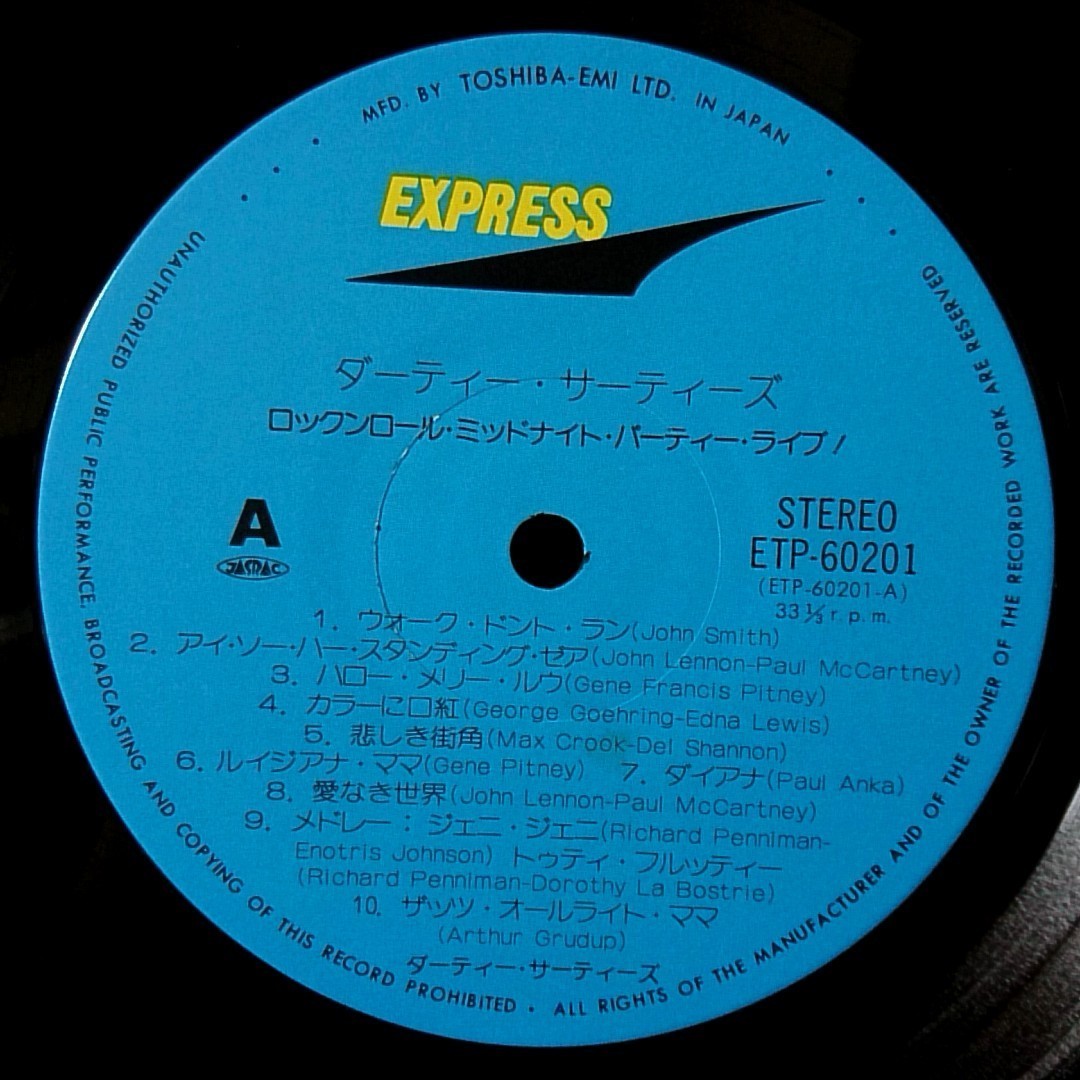 MFD. BY TOSHIBA-EMI LTD. IN JAPAN
EXPRESS
ダーティー・サーティーズ
ロックンロール・ミッドナイト・パーティー・ライブ！
A
JASRAC
STEREO
ETP-60201
(ETP-60201-A)
33⅓ r. p. m.
1. ウォーク・ドント・ラン(John Smith)
2. アイ・ソー・ハー・スタンディング・ゼア(John Lennon-Paul McCartney)
3. ハロー・メリー・ルウ(Gene Francis Pitney)
4. カラーに口紅(George Goehring-Edna Lewis)
5. 悲しき街角(Max Crook-Del Shannon)
6. ルイジアナ・ママ(Gene Pitney) 7. ダイアナ(Paul Anka)
8. 愛なき世界(John Lennon-Paul McCartney)
9. メドレー：ジェニ・ジェニ(Richard Penniman-
Enotris Johnson) トゥティ・フルッティー
(Richard Penniman-Dorothy La Bostrie)
10. ザッツ・オールライト・ママ
(Arthur Grudup)
ダーティー・サーティーズ
UNAUTHORIZED PUBLIC PERFORMANCE, BROADCASTING AND COPYING OF THIS RECORD PROHIBITED · ALL RIGHTS OF THE MANUFACTURER AND OF THE OWNER OF THE RECORDED WORK ARE RESERVED